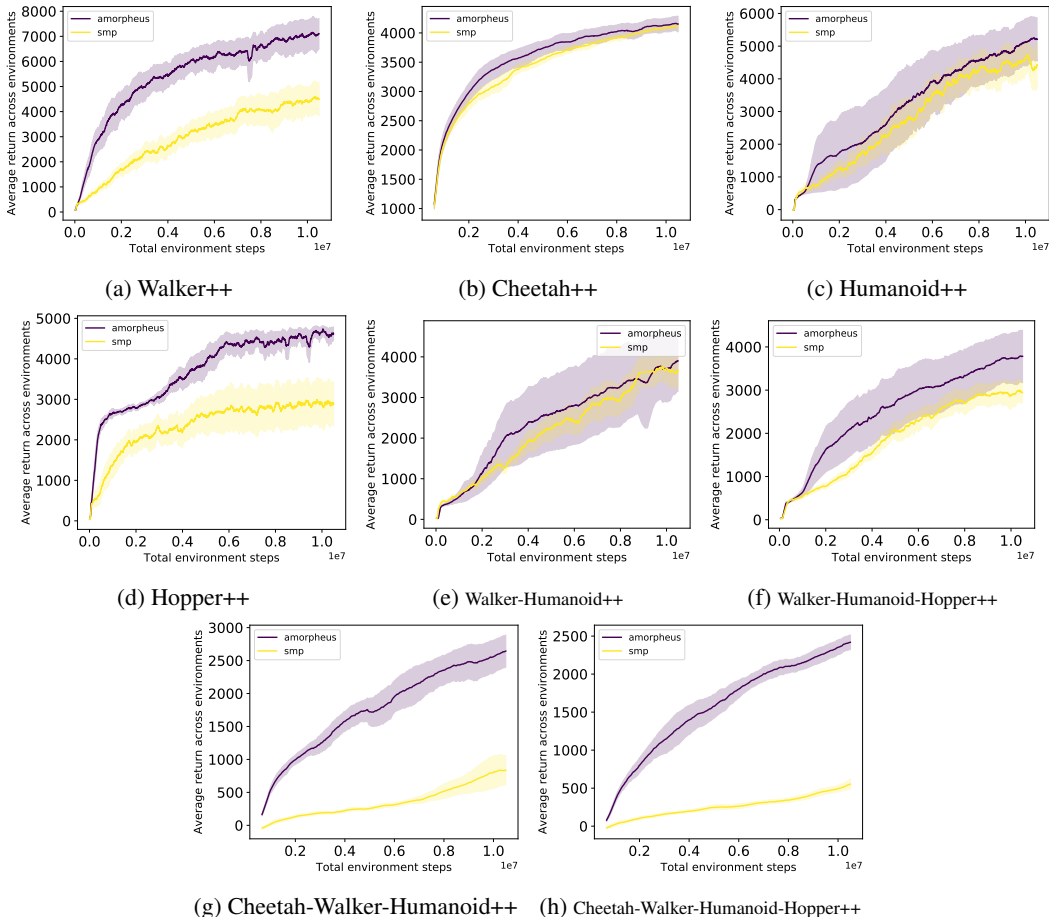 amorpheus
smp
Average return across environments
7000
6000
5000
4000
3000
2000
1000
0
0.0 0.2 0.4 0.6 0.8 1.0
1e7
Total environment steps
(a) Walker++
amorpheus
smp
Average return across environments
4000
3500
3000
2500
2000
1500
1000
0.2 0.4 0.6 0.8 1.0
1e7
Total environment steps
(b) Cheetah++
amorpheus
smp
Average return across environments
6000
5000
4000
3000
2000
1000
0
0.0 0.2 0.4 0.6 0.8 1.0
1e7
Total environment steps
(c) Humanoid++
amorpheus
smp
Average return across environments
5000
4000
3000
2000
1000
0
0.0 0.2 0.4 0.6 0.8 1.0
1e7
Total environment steps
(d) Hopper++
amorpheus
smp
Average return across environments
4000
3000
2000
1000
0
0.0 0.2 0.4 0.6 0.8 1.0
1e7
Total environment steps
(e) Walker-Humanoid++
amorpheus
smp
Average return across environments
4000
3000
2000
1000
0
0.0 0.2 0.4 0.6 0.8 1.0
1e7
Total environment steps
(f) Walker-Humanoid-Hopper++
amorpheus
smp
Average return across environments
3000
2500
2000
1500
1000
500
0
0.2 0.4 0.6 0.8 1.0
1e7
Total environment steps
(g) Cheetah-Walker-Humanoid++
amorpheus
smp
Average return across environments
2500
2000
1500
1000
500
0
0.2 0.4 0.6 0.8 1.0
1e7
Total environment steps
(h) Cheetah-Walker-Humanoid-Hopper++